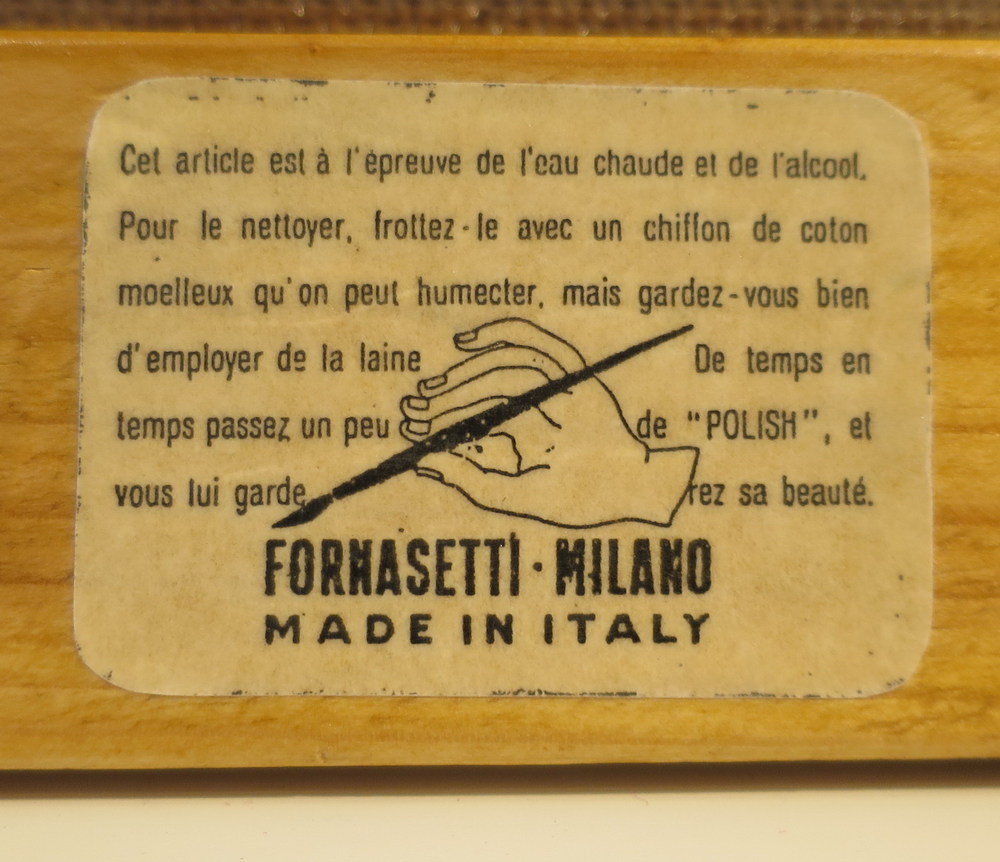 Cet article est à l'épreuve de l'eau chaude et de l'alcool.
Pour le nettoyer, frottez-le avec un chiffon de coton
moelleux qu'on peut humecter, mais gardez-vous bien
d'employer de la laine De temps en
temps passez un peu de "POLISH", et
vous lui garde rez sa beauté.
FORNASETTI · MILANO
MADE IN ITALY